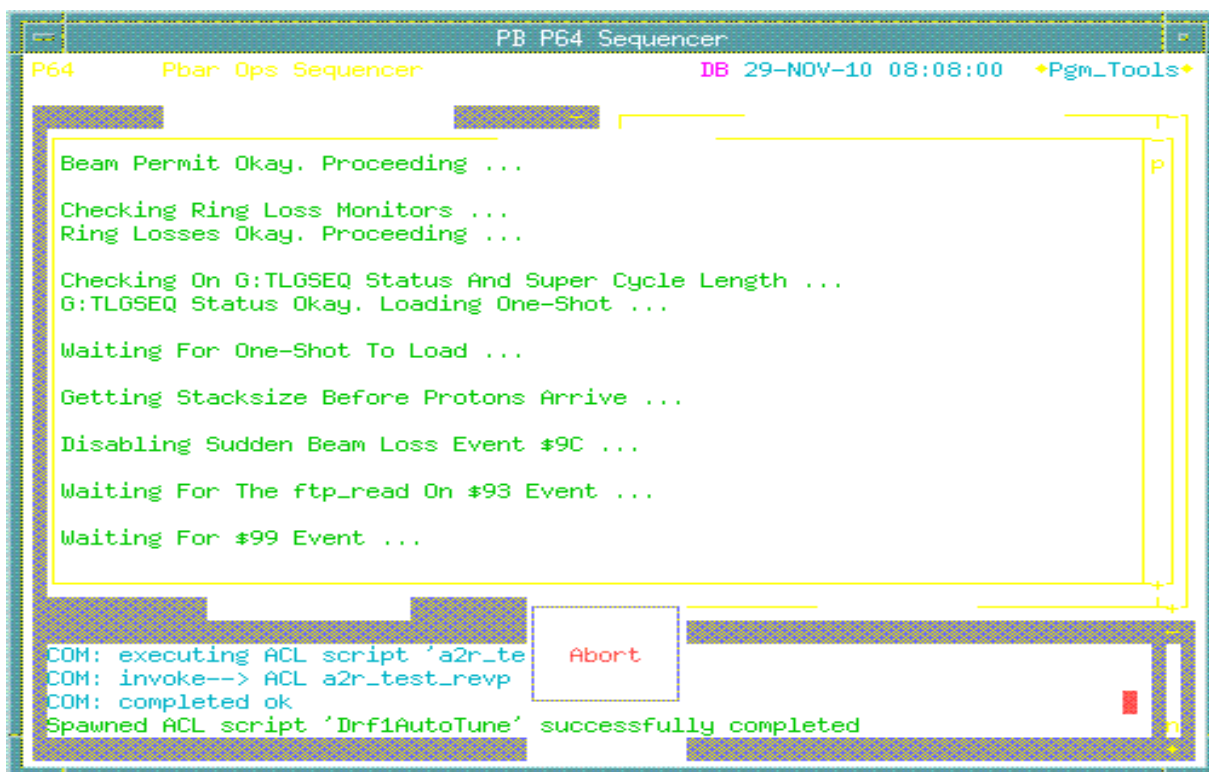 PB P64 Sequencer
P64 Pbar Ops Sequencer DB 29-NOV-10 08:08:00 ◆Pgm_Tools◆
Beam Permit Okay. Proceeding ...
Checking Ring Loss Monitors ...
Ring Losses Okay. Proceeding ...
Checking On G:TLGSEQ Status And Super Cycle Length ...
G:TLGSEQ Status Okay. Loading One-Shot ...
Waiting For One-Shot To Load ...
Getting Stacksize Before Protons Arrive ...
Disabling Sudden Beam Loss Event $9C ...
Waiting For The ftp_read On $93 Event ...
Waiting For $99 Event ...
COM: executing ACL script 'a2r_te
Abort
COM: invoke--> ACL a2r_test_revp
COM: completed ok
Spawned ACL script 'Drf1AutoTune' successfully completed